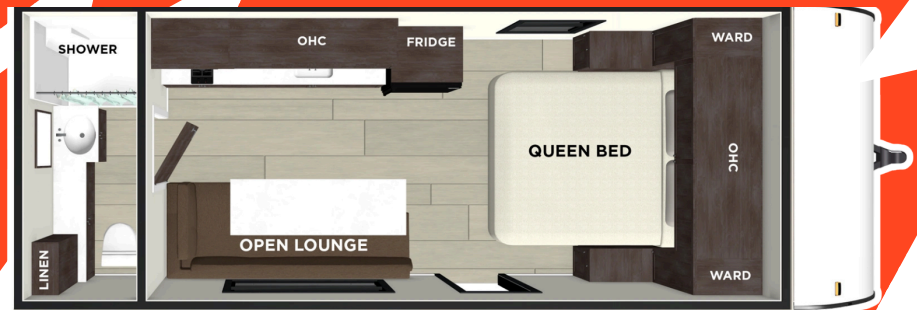 SHOWER
OHC
FRIDGE
WARD
QUEEN BED
OHC
OPEN LOUNGE
LINEN
WARD